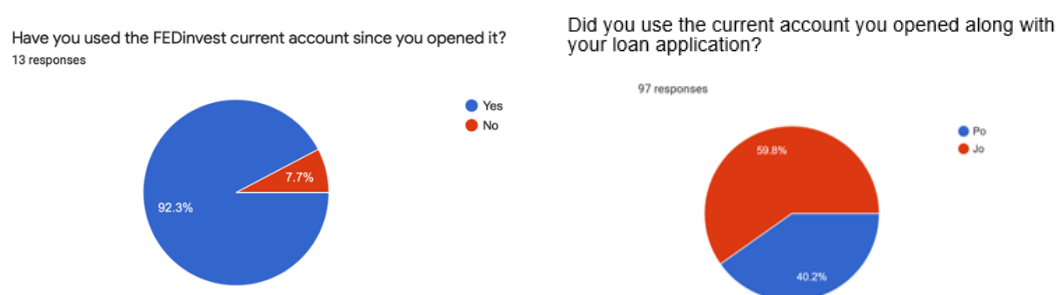 Have you used the FEDinvest current account since you opened it?
13 responses
Yes
No
7.7%
92.3%
Did you use the current account you opened along with
your loan application?
97 responses
Po
Jo
59.8%
40.2%